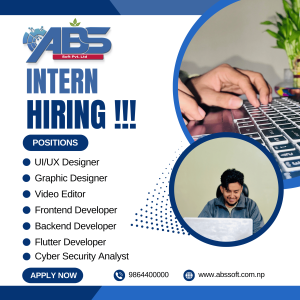 ABS
Soft Pvt. Ltd
INTERN
HIRING !!!
POSITIONS
UI/UX Designer
Graphic Designer
Video Editor
Frontend Developer
Backend Developer
Flutter Developer
Cyber Security Analyst
APPLY NOW
9864400000
www.abssoft.com.np